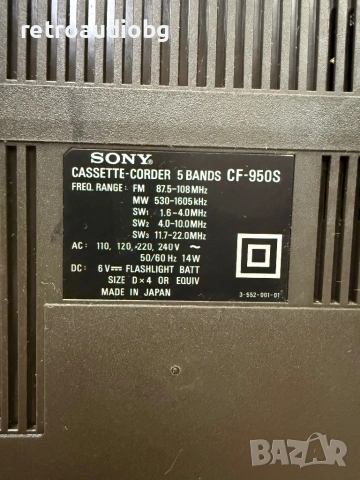 retroaudiobg
SONY®
CASSETTE-CORDER 5 BANDS CF-950S
FREQ. RANGE: FM 87.5-108MHz
MW 530-1605kHz
SW1 1.6-4.0MHz
SW2 4.0-10.0MHz
SW3 11.7-22.0MHz
AC: 110, 120, 220, 240V ~
50/60Hz 14W
DC: 6V⎓ FLASHLIGHT BATT
SIZE D×4 OR EQUIV
MADE IN JAPAN
3-552-001-01
retroaudiobg
BAZAR
bg